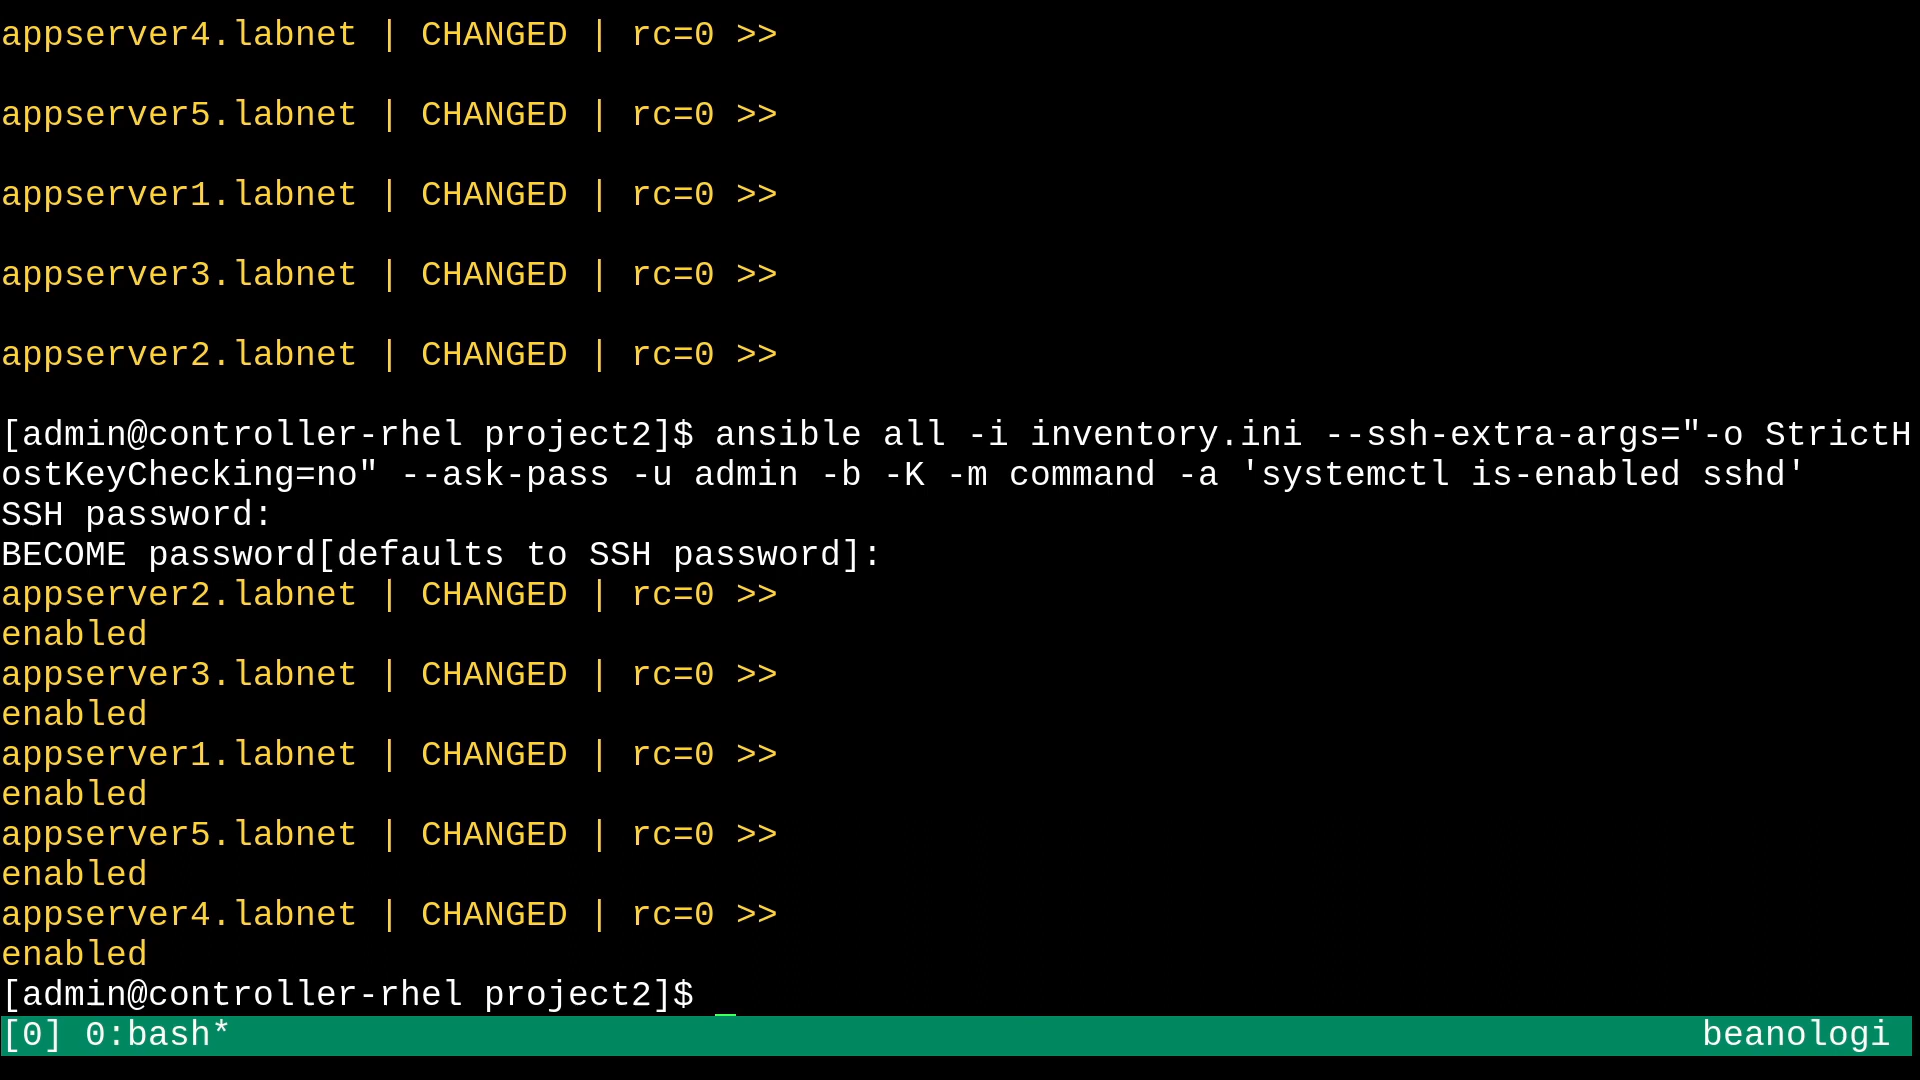 appserver4.labnet | CHANGED | rc=0 >>
appserver5.labnet | CHANGED | rc=0 >>
appserver1.labnet | CHANGED | rc=0 >>
appserver3.labnet | CHANGED | rc=0 >>
appserver2.labnet | CHANGED | rc=0 >>
[admin@controller-rhel project2]$ ansible all -i inventory.ini --ssh-extra-args="-o StrictH
ostKeyChecking=no" --ask-pass -u admin -b -K -m command -a 'systemctl is-enabled sshd'
SSH password:
BECOME password[defaults to SSH password]:
appserver2.labnet | CHANGED | rc=0 >>
enabled
appserver3.labnet | CHANGED | rc=0 >>
enabled
appserver1.labnet | CHANGED | rc=0 >>
enabled
appserver5.labnet | CHANGED | rc=0 >>
enabled
appserver4.labnet | CHANGED | rc=0 >>
enabled
[admin@controller-rhel project2]$
[0] 0:bash* beanologi